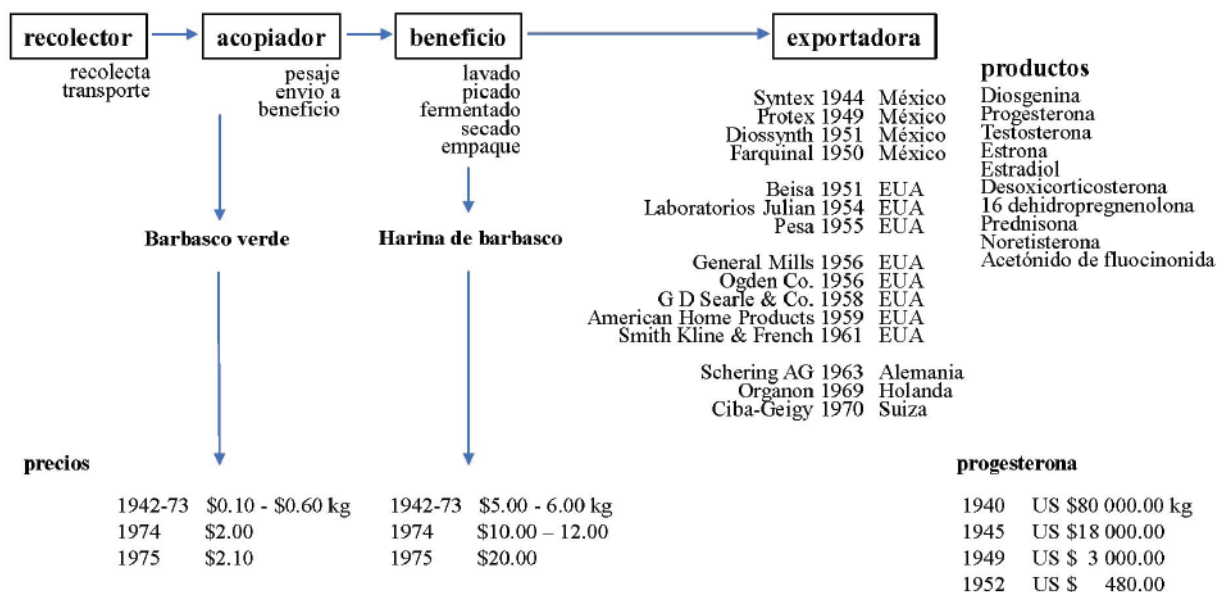 recolector
recolecta
transporte
acopiador
pesaje
envio a
beneficio
beneficio
lavado
picado
fermentado
secado
empaque
exportadora
Syntex 1944 México
Protex 1949 México
Diossynth 1951 México
Farquinal 1950 México
Beisa 1951 EUA
Laboratorios Julian 1954 EUA
Pesa 1955 EUA
General Mills 1956 EUA
Ogden Co. 1956 EUA
G D Searle & Co. 1958 EUA
American Home Products 1959 EUA
Smith Kline & French 1961 EUA
Schering AG 1963 Alemania
Organon 1969 Holanda
Ciba-Geigy 1970 Suiza
productos
Diosgenina
Progesterona
Testosterona
Estrona
Estradiol
Desoxicorticosterona
16 dehidropregnenolona
Prednisona
Noretisterona
Acetónido de fluocinonida
Barbasco verde
Harina de barbasco
precios
1942-73 $0.10 - $0.60 kg
1974 $2.00
1975 $2.10
1942-73 $5.00 - 6.00 kg
1974 $10.00 – 12.00
1975 $20.00
progesterona
1940 US $80 000.00 kg
1945 US $18 000.00
1949 US $ 3 000.00
1952 US $ 480.00